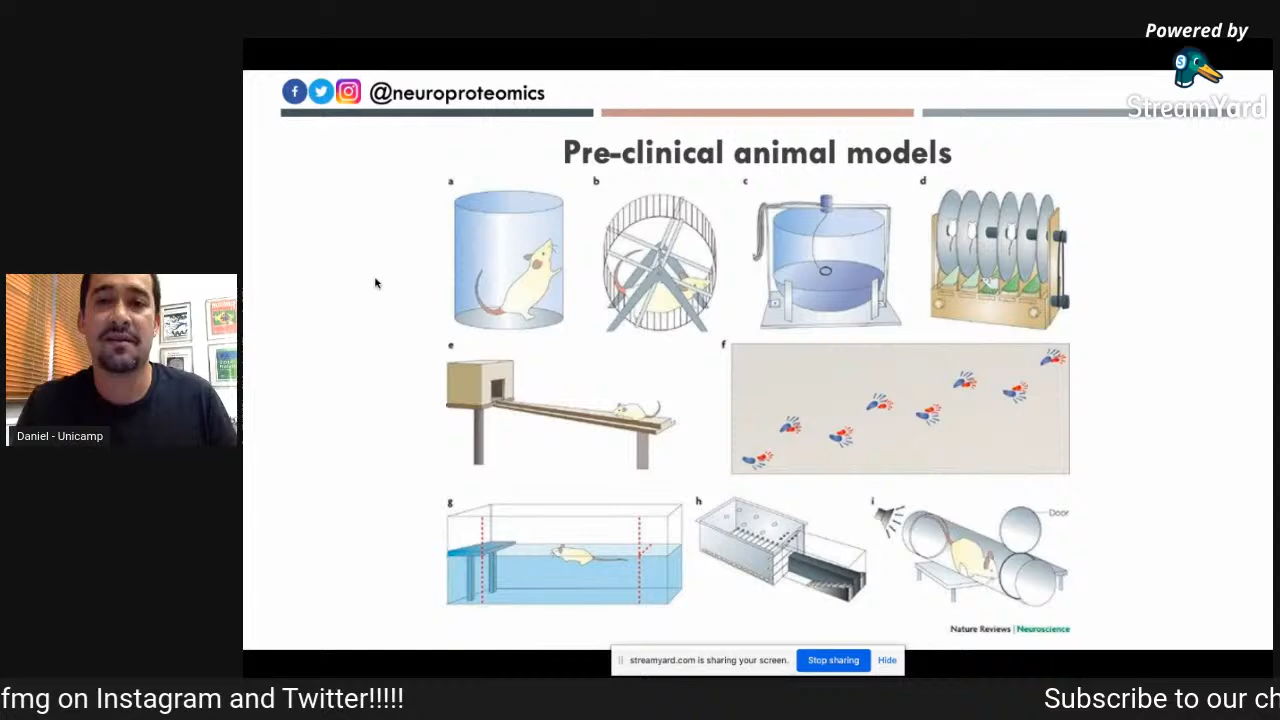 Powered by
StreamYard
@neuroproteomics
Pre-clinical animal models
a
b
c
d
e
f
g
h
i
Door
Nature Reviews | Neuroscience
Daniel - Unicamp
streamyard.com is sharing your screen.
Stop sharing
Hide
fmg on Instagram and Twitter!!!!!
Subscribe to our ch